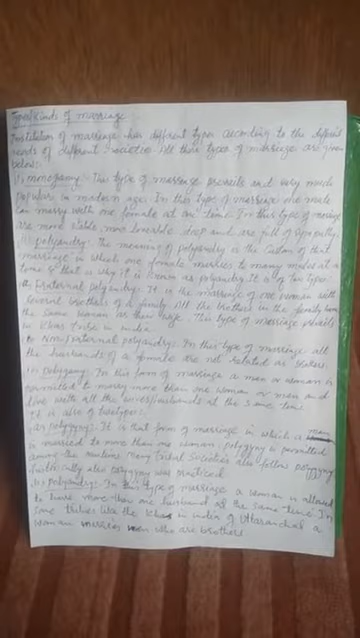 Types/Kinds of marriage
Institution of marriage has different types according to the different
needs of different societies. All these types of marriage are given
below:-
(1) monogamy:- This type of marriage prevails and very much
popular in modern age. In this type of marriage one male
can marry with one female at one time. In this type of marriage
are more stable more loveable deep and are full of sympathy
polyandry:- The meaning of polyandry is the custom of that
marriage in which one female marries to many males at a
time & that is why it is known as polyandry. It is of two types:-
(a) Fraternal polyandry: It is the marriage of one woman with
several brothers of a family. All the brothers in the family have
the same woman as their wife. This type of marriage prevails
in khas tribe in india.
(b) Non-fraternal polyandry: In this type of marriage all
the husbands of a female are not related as brothers.
polygamy: In this form of marriage a man or woman is
permitted to marry more than one woman or men and
live with all the at the same time
It is also of two types:
(a) polygyny:- It is that form of marriage in which a man
is married to more than one woman. polygyny is permitted
among the muslims many tribal societies also follow polygyny
also polygyny was practiced
polyandry: In this type of marriage a woman is allowed
to have more than one husband at the same time. In
some tribes like the khas in india of Uttaranchal a
woman marries men who are brothers